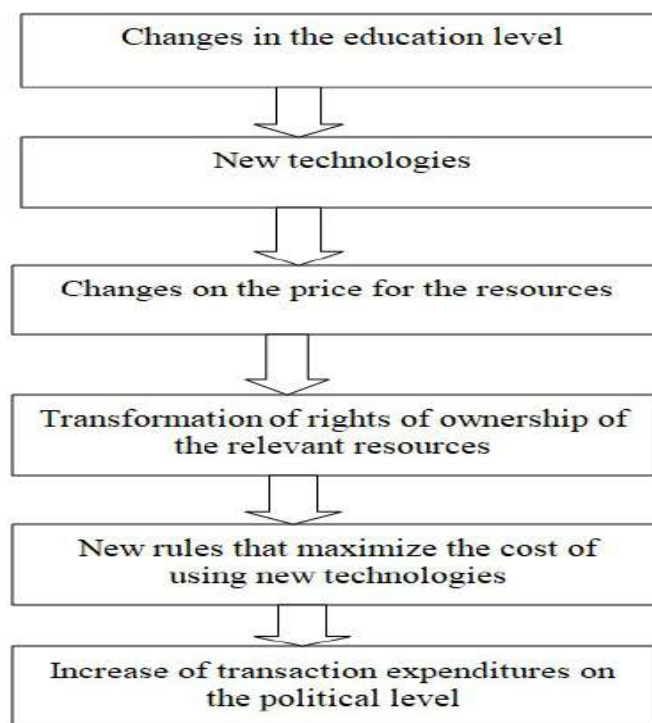 Changes in the education level
New technologies
Changes on the price for the resources
Transformation of rights of ownership of
the relevant resources
New rules that maximize the cost of
using new technologies
Increase of transaction expenditures on
the political level